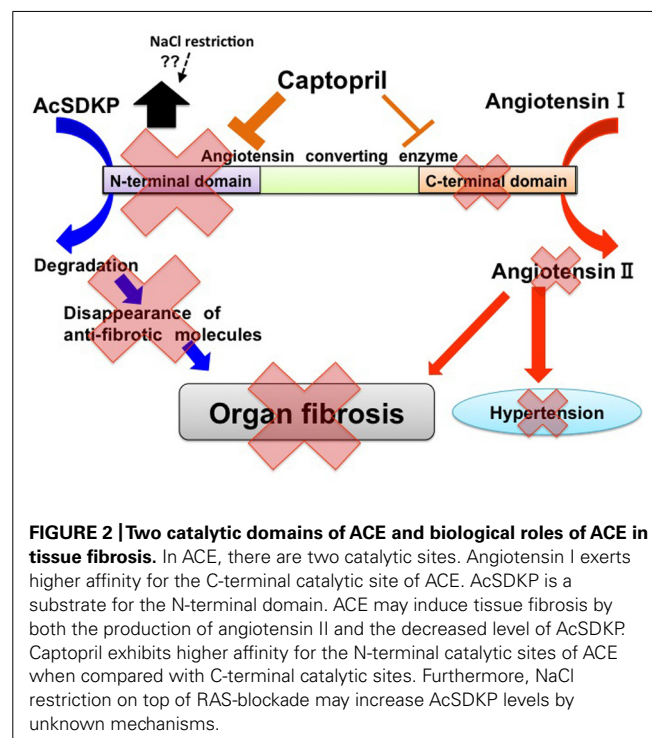 NaCl restriction
??
Captopril
AcSDKP
Angiotensin I
Angiotensin converting enzyme
N-terminal domain
C-terminal domain
Degradation
Angiotensin II
Disappearance of
anti-fibrotic molecules
Organ fibrosis
Hypertension
FIGURE 2 | Two catalytic domains of ACE and biological roles of ACE in
tissue fibrosis. In ACE, there are two catalytic sites. Angiotensin I exerts
higher affinity for the C-terminal catalytic site of ACE. AcSDKP is a
substrate for the N-terminal domain. ACE may induce tissue fibrosis by
both the production of angiotensin II and the decreased level of AcSDKP.
Captopril exhibits higher affinity for the N-terminal catalytic sites of ACE
when compared with C-terminal catalytic sites. Furthermore, NaCl
restriction on top of RAS-blockade may increase AcSDKP levels by
unknown mechanisms.